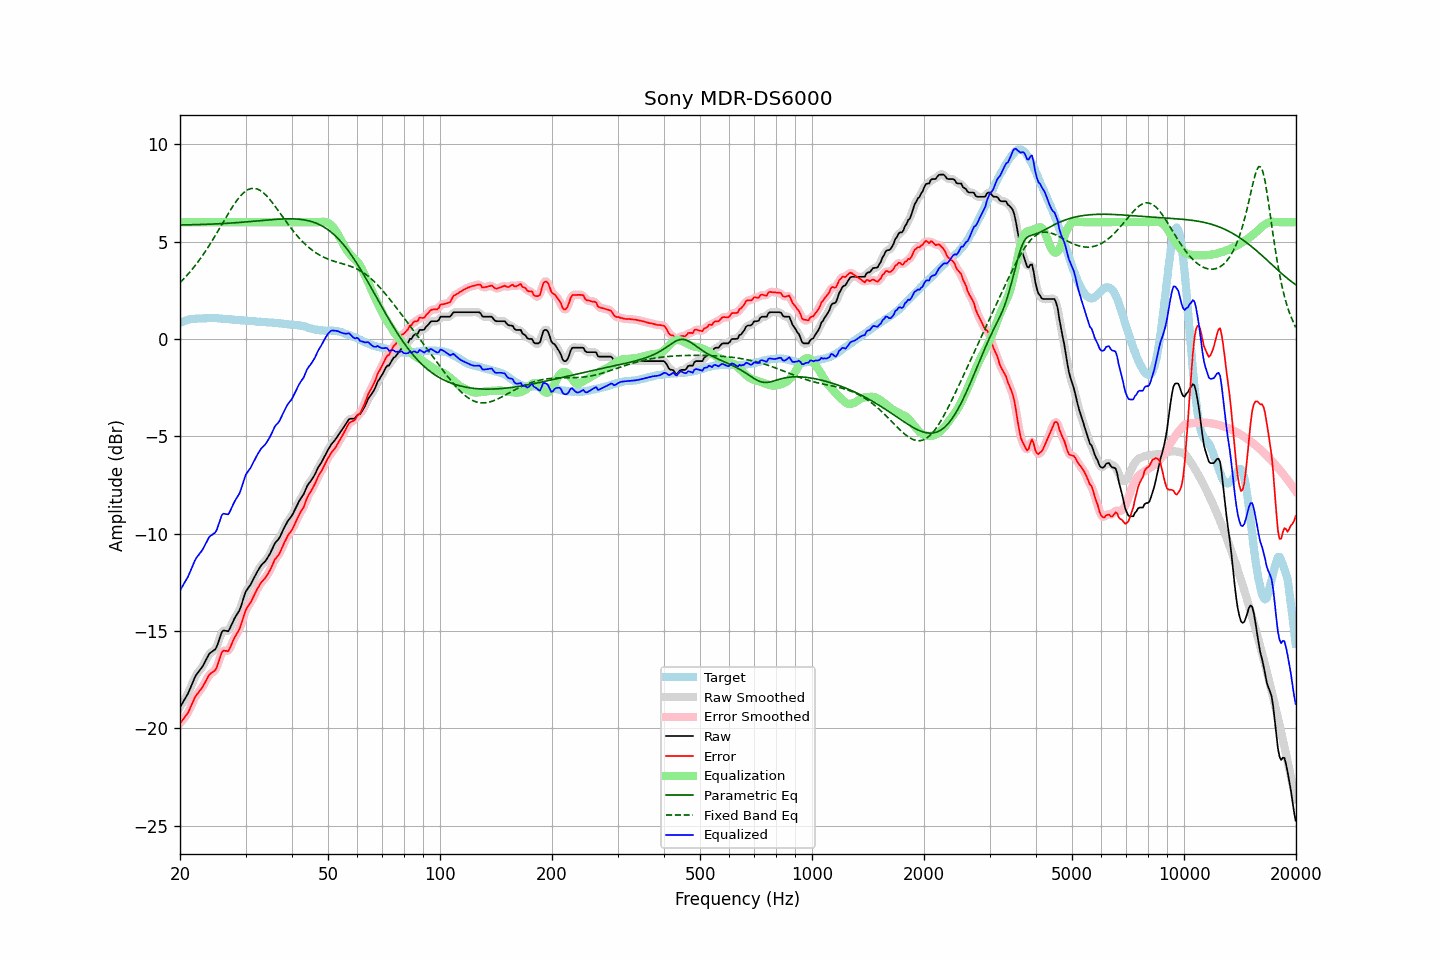 Sony MDR-DS6000
Amplitude (dBr)
10
5
0
−5
−10
−15
−20
−25
Target
Raw Smoothed
Error Smoothed
Raw
Error
Equalization
Parametric Eq
Fixed Band Eq
Equalized
20 50 100 200 500 1000 2000 5000 10000 20000
Frequency (Hz)